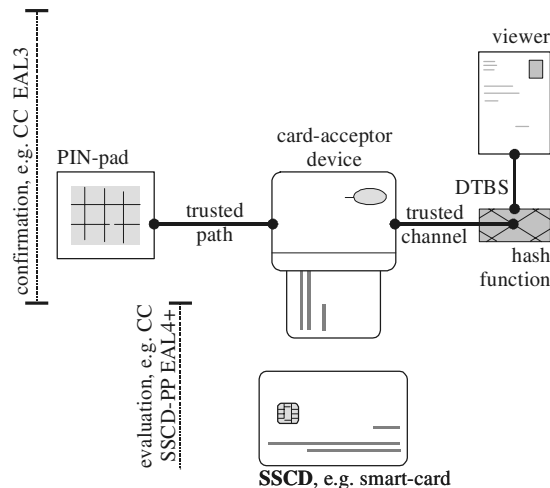 viewer
confirmation, e.g. CC EAL3
card-acceptor
device
PIN-pad
DTBS
trusted
path
trusted
channel
hash
function
evaluation, e.g. CC
SSCD-PP EAL4+
SSCD, e.g. smart-card